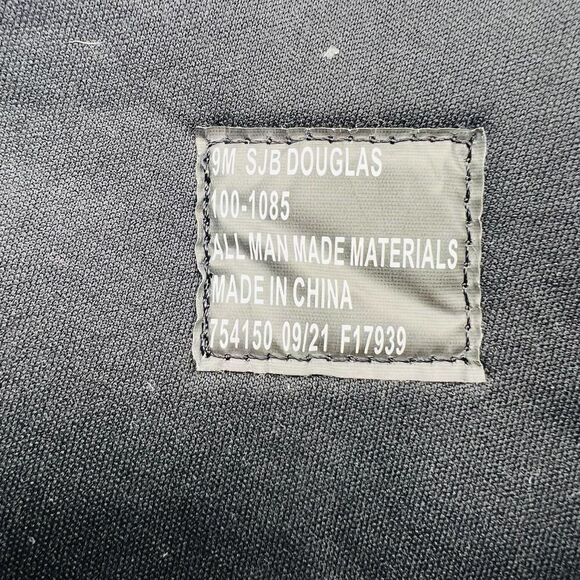 9M SJB DOUGLAS
100-1085
ALL MAN MADE MATERIALS
MADE IN CHINA
754150 09/21 F17939